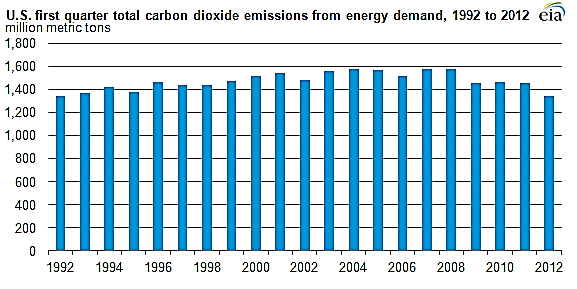 U.S. first quarter total carbon dioxide emissions from energy demand, 1992 to 2012
eia
million metric tons
1,800
1,600
1,400
1,200
1,000
800
600
400
200
0
1992 1994 1996 1998 2000 2002 2004 2006 2008 2010 2012